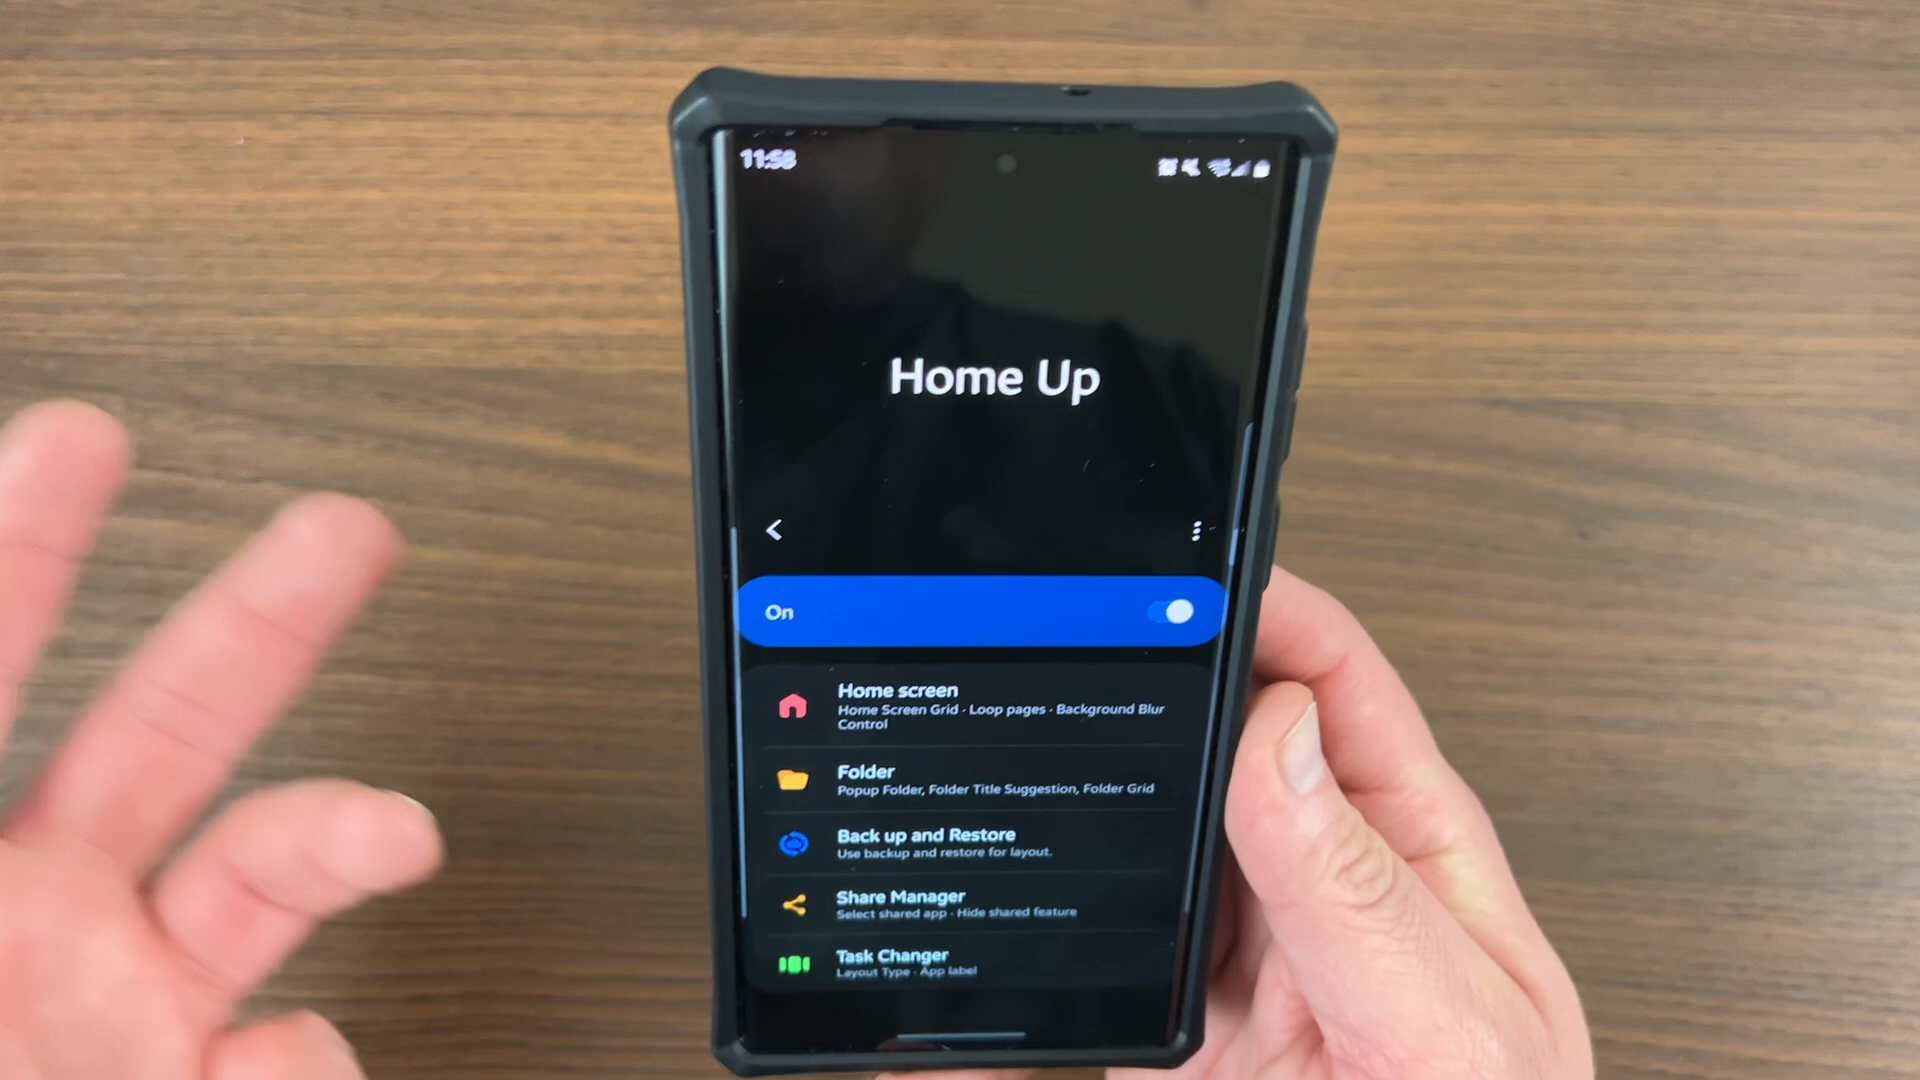 11:58
Home Up
On
Home screen
Home Screen Grid · Loop pages · Background Blur
Control
Folder
Popup Folder, Folder Title Suggestion, Folder Grid
Back up and Restore
Use backup and restore for layout.
Share Manager
Select shared app · Hide shared feature
Task Changer
Layout Type · App label